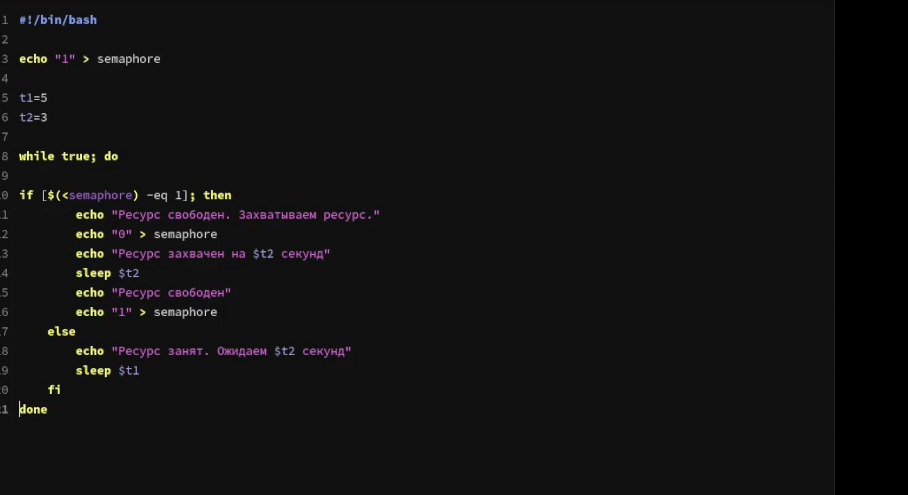 1 #!/bin/bash
2
3 echo "1" > semaphore
4
5 t1=5
6 t2=3
7
8 while true; do
9
0 if [$(<semaphore) -eq 1]; then
1 echo "Ресурс свободен. Захватываем ресурс."
2 echo "0" > semaphore
3 echo "Ресурс захвачен на $t2 секунд"
4 sleep $t2
5 echo "Ресурс свободен"
6 echo "1" > semaphore
7 else
8 echo "Ресурс занят. Ожидаем $t2 секунд"
9 sleep $t1
0 fi
1 done